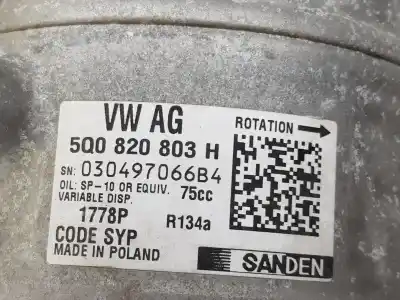 VW AG
5Q0 820 803 H
ROTATION
SN: 030497066B4
OIL: SP-10 OR EQUIV. 75cc
VARIABLE DISP.
1778P R134a
CODE SYP
MADE IN POLAND
SANDEN